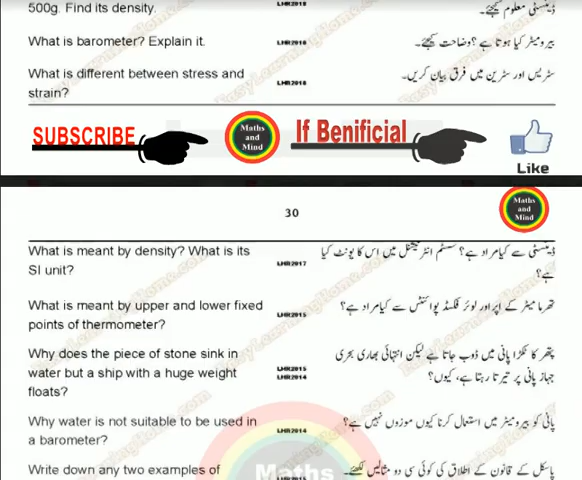 500g. Find its density. LHR2018 ڈینسٹی معلوم کیجئے۔
What is barometer? Explain it. LHR2018 بیرومیٹر کیا ہوتا ہے؟ وضاحت کیجئے۔
What is different between stress and
strain? LHR2018 سٹریس اور سٹرین میں فرق بیان کریں۔
SUBSCRIBE
Maths
and
Mind
If Benificial
Like
30
Maths
and
Mind
What is meant by density? What is its LHR2017 ڈینسٹی سے کیا مراد ہے؟ سسٹم انٹرنیشنل میں اس کا یونٹ کیا
SI unit? ہے؟
What is meant by upper and lower fixed LHR2015 تھرمامیٹر کے اپر اور لوئر فکسڈ پوائنٹس سے کیا مراد ہے؟
points of thermometer?
Why does the piece of stone sink in پتھر کا ٹکڑا پانی میں ڈوب جاتا ہے لیکن انتہائی بھاری بحری
water but a ship with a huge weight LHR2015
LHR2014 جہاز پانی پر تیرتا رہتا ہے، کیوں؟
floats?
Why water is not suitable to be used in LHR2014 پانی کو بیرومیٹر میں استعمال کرنا کیوں موزوں نہیں ہے؟
a barometer?
Write down any two examples of LHR2015 پاسکل کے قانون کے اطلاق کی کوئی سی دو مثالیں لکھئے۔
Maths